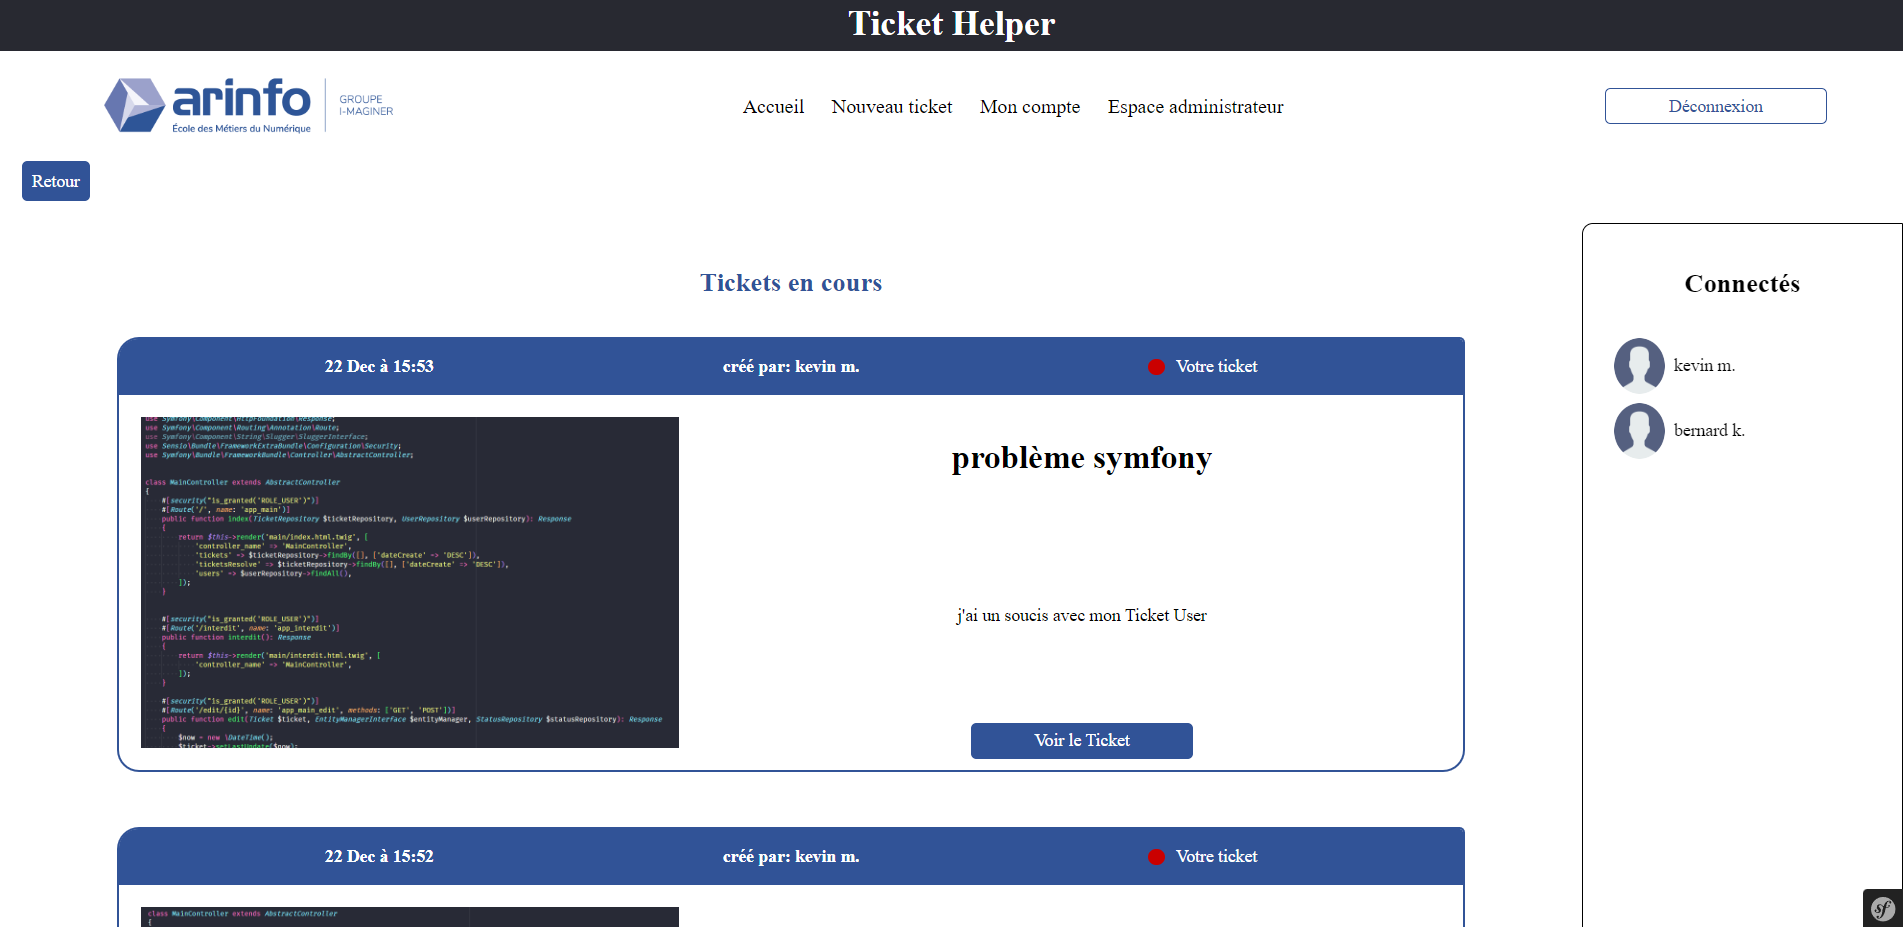 Ticket Helper
arinfo
École des Métiers du Numérique
GROUPE
I-MAGINER
Accueil Nouveau ticket Mon compte Espace administrateur
Déconnexion
Retour
Tickets en cours
22 Dec à 15:53 créé par: kevin m. Votre ticket
use Symfony\Component\HttpFoundation\Response;
use Symfony\Component\Routing\Annotation\Route;
use Symfony\Component\String\Slugger\SluggerInterface;
use Sensio\Bundle\FrameworkExtraBundle\Configuration\Security;
use Symfony\Bundle\FrameworkBundle\Controller\AbstractController;
class MainController extends AbstractController
{
#[security("is_granted('ROLE_USER')")]
#[Route('/', name: 'app_main')]
public function index(TicketRepository $ticketRepository, UserRepository $userRepository): Response
{
return $this->render('main/index.html.twig', [
'controller_name' => 'MainController',
'tickets' => $ticketRepository->findBy([], ['dateCreate' => 'DESC']),
'ticketsResolve' => $ticketRepository->findBy([], ['dateCreate' => 'DESC']),
'users' => $userRepository->findAll(),
]);
}
#[security("is_granted('ROLE_USER')")]
#[Route('/interdit', name: 'app_interdit')]
public function interdit(): Response
{
return $this->render('main/interdit.html.twig', [
'controller_name' => 'MainController',
]);
}
#[security("is_granted('ROLE_USER')")]
#[Route('/edit/{id}', name: 'app_main_edit', methods: ['GET', 'POST'])]
public function edit(Ticket $ticket, EntityManagerInterface $entityManager, StatusRepository $statusRepository): Response
{
$now = new \DateTime();
$ticket->setLastUpdate($now);
problème symfony
j'ai un soucis avec mon Ticket User
Voir le Ticket
22 Dec à 15:52 créé par: kevin m. Votre ticket
class MainController extends AbstractController
{
Connectés
kevin m.
bernard k.
sf